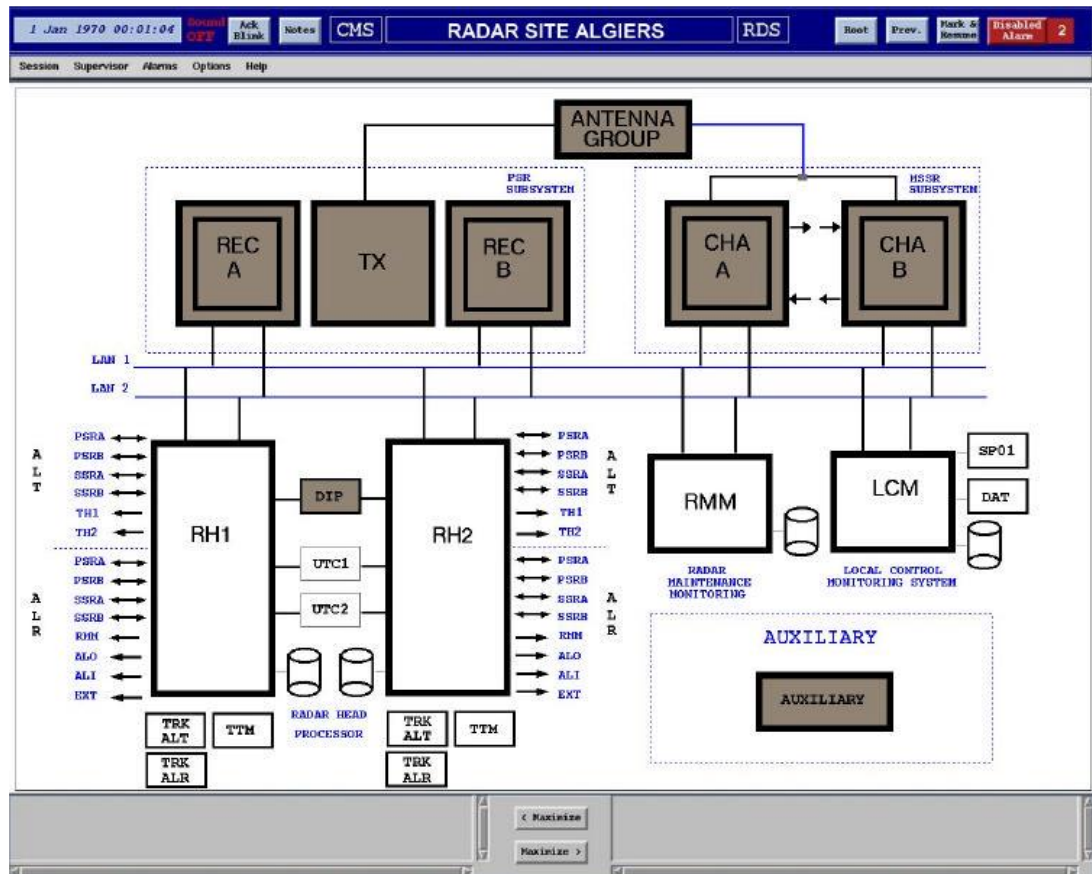 1 Jan 1970 00:01:04
Sound
OFF
Ack
Blink
Notes
CMS
RADAR SITE ALGIERS
RDS
Root
Prev.
Mark &
Remme
Disabled
Alarm
2
Session Supervisor Alarms Options Help
ANTENNA
GROUP
PSR
SUBSYSTEM
MSSR
SUBSYSTEM
REC
A
TX
REC
B
CHA
A
CHA
B
LAN 1
LAN 2
A
L
T
PSRA
PSRB
SSRA
SSRB
TH1
TH2
A
L
R
PSRA
PSRB
SSRA
SSRB
RMM
ALO
ALI
EXT
RH1
DIP
UTC1
UTC2
RH2
PSRA
PSRB
SSRA
SSRB
TH1
TH2
A
L
T
PSRA
PSRB
SSRA
SSRB
RMM
ALO
ALI
EXT
A
L
R
RMM
RADAR
MAINTENANCE
MONITORING
LCM
LOCAL CONTROL
MONITORING SYSTEM
SP01
DAT
TRK
ALT
TTM
TRK
ALR
RADAR HEAD
PROCESSOR
TRK
ALT
TTM
TRK
ALR
AUXILIARY
AUXILIARY
< Maximize
Maximize >